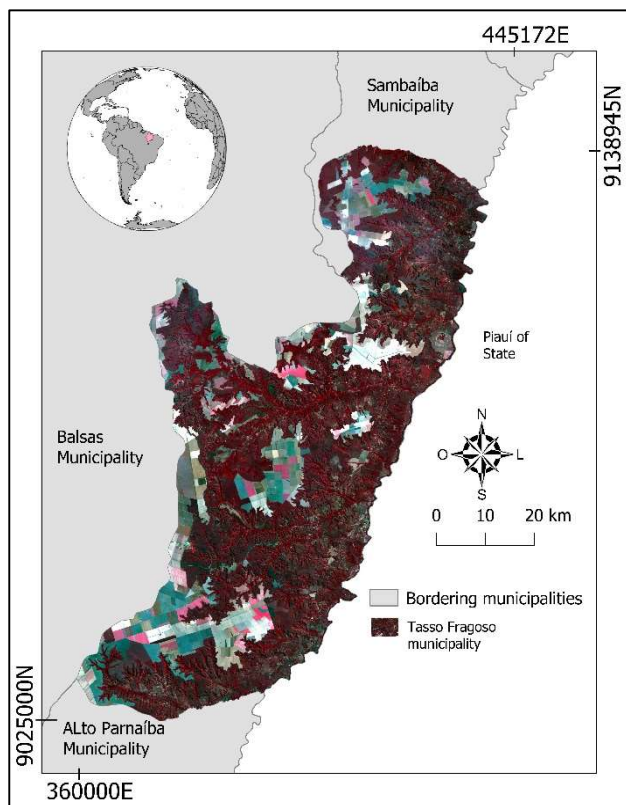 445172E
Sambaíba
Municipality
9138945N
Piauí of
State
Balsas
Municipality
N
O
L
S
0 10 20 km
Bordering municipalities
Tasso Fragoso
municipality
9025000N
ALto Parnaíba
Municipality
360000E